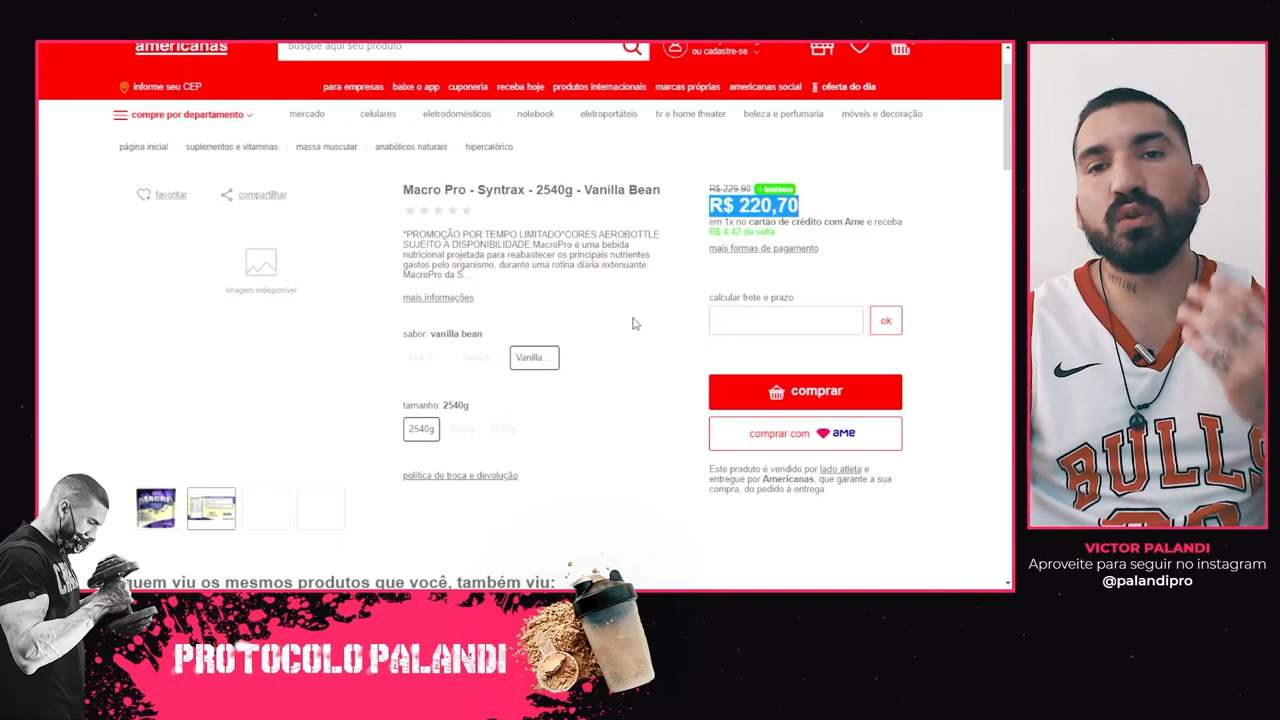 americanas
busque aqui seu produto
ou cadastre-se
informe seu CEP
para empresas baixe o app cuponeria receba hoje produtos internacionais marcas próprias americanas social oferta do dia
compre por departamento mercado celulares eletrodomésticos notebook eletroportáteis tv e home theater beleza e perfumaria móveis e decoração
página inicial suplementos e vitaminas massa muscular anabólicos naturais hipercalórico
favoritar compartilhar
Imagem indisponível
Macro Pro - Syntrax - 2540g - Vanilla Bean
*PROMOÇÃO POR TEMPO LIMITADO*CORES AEROBOTTLE
SUJEITO À DISPONIBILIDADE MacroPro é uma bebida
nutricional projetada para reabastecer os principais nutrientes
gastos pelo organismo, durante uma rotina diária extenuante
MacroPro da S...
mais informações
sabor: vanilla bean
Vanilla...
tamanho: 2540g
2540g
política de troca e devolução
R$ 229,90 baixou
R$ 220,70
em 1x no cartão de crédito com Ame e receba
R$ 4,42 de volta
mais formas de pagamento
calcular frete e prazo
ok
comprar
comprar com ame
Este produto é vendido por lado atleta e
entregue por Americanas, que garante a sua
compra, do pedido à entrega.
MACRO
quem viu os mesmos produtos que você, também viu:
PROTOCOLO PALANDI
BULLS
VICTOR PALANDI
Aproveite para seguir no instagram
@palandipro